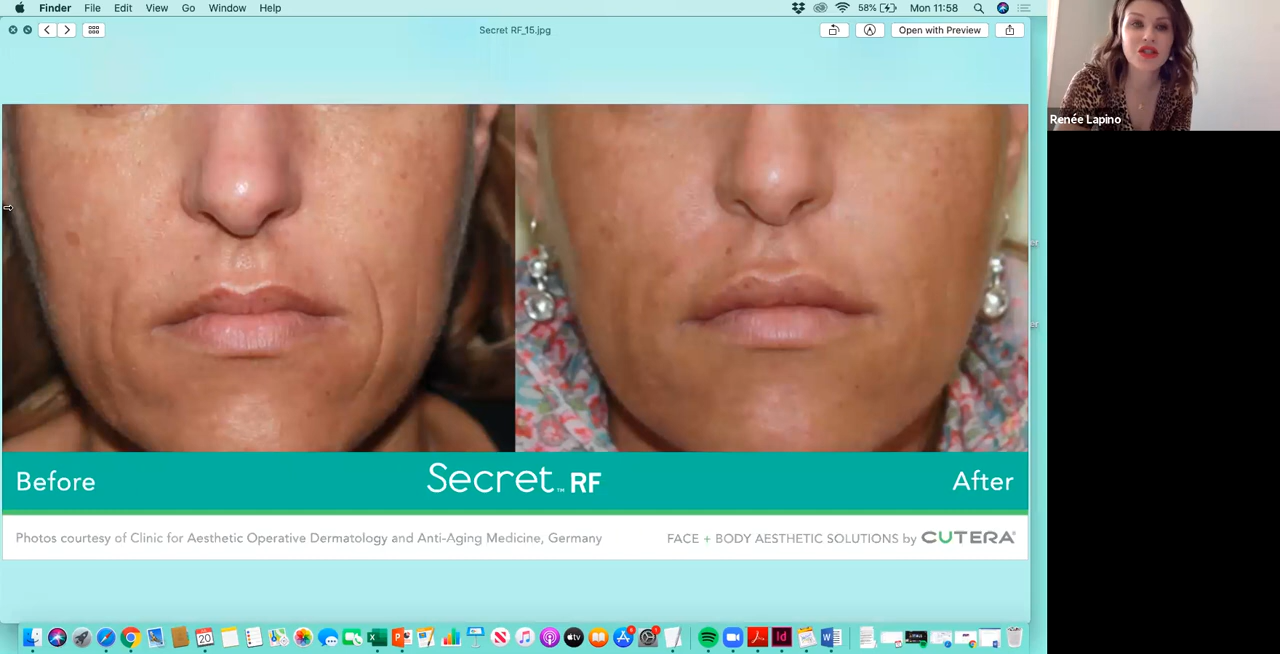 Finder File Edit View Go Window Help 58% Mon 11:58
Secret RF_15.jpg
Open with Preview
Renée Lapino
Before
Secret™ RF
After
Photos courtesy of Clinic for Aesthetic Operative Dermatology and Anti-Aging Medicine, Germany
FACE + BODY AESTHETIC SOLUTIONS by CUTERA®
20